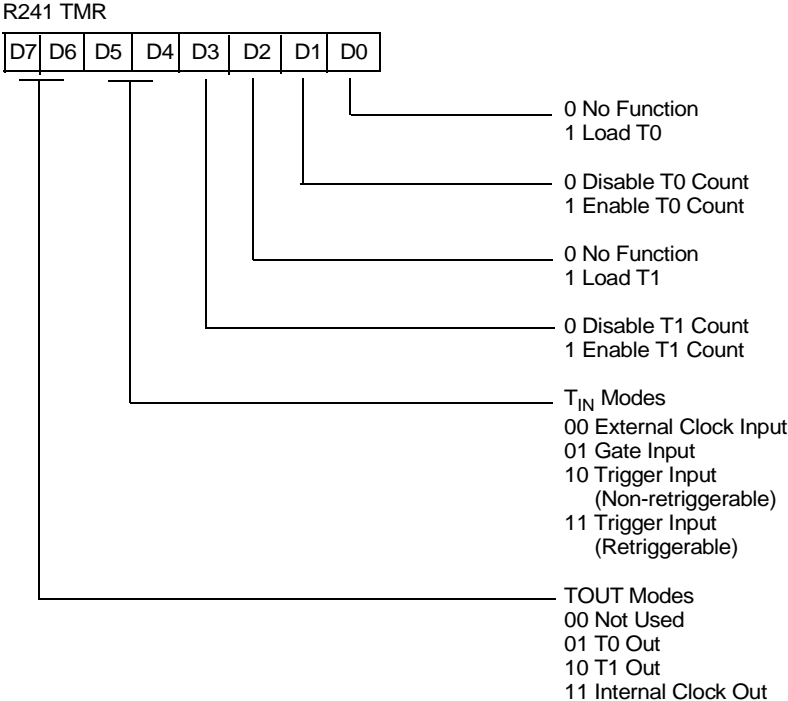 R241 TMR
D7 D6 D5 D4 D3 D2 D1 D0
0 No Function
1 Load T0
0 Disable T0 Count
1 Enable T0 Count
0 No Function
1 Load T1
0 Disable T1 Count
1 Enable T1 Count
TIN Modes
00 External Clock Input
01 Gate Input
10 Trigger Input
(Non-retriggerable)
11 Trigger Input
(Retriggerable)
TOUT Modes
00 Not Used
01 T0 Out
10 T1 Out
11 Internal Clock Out